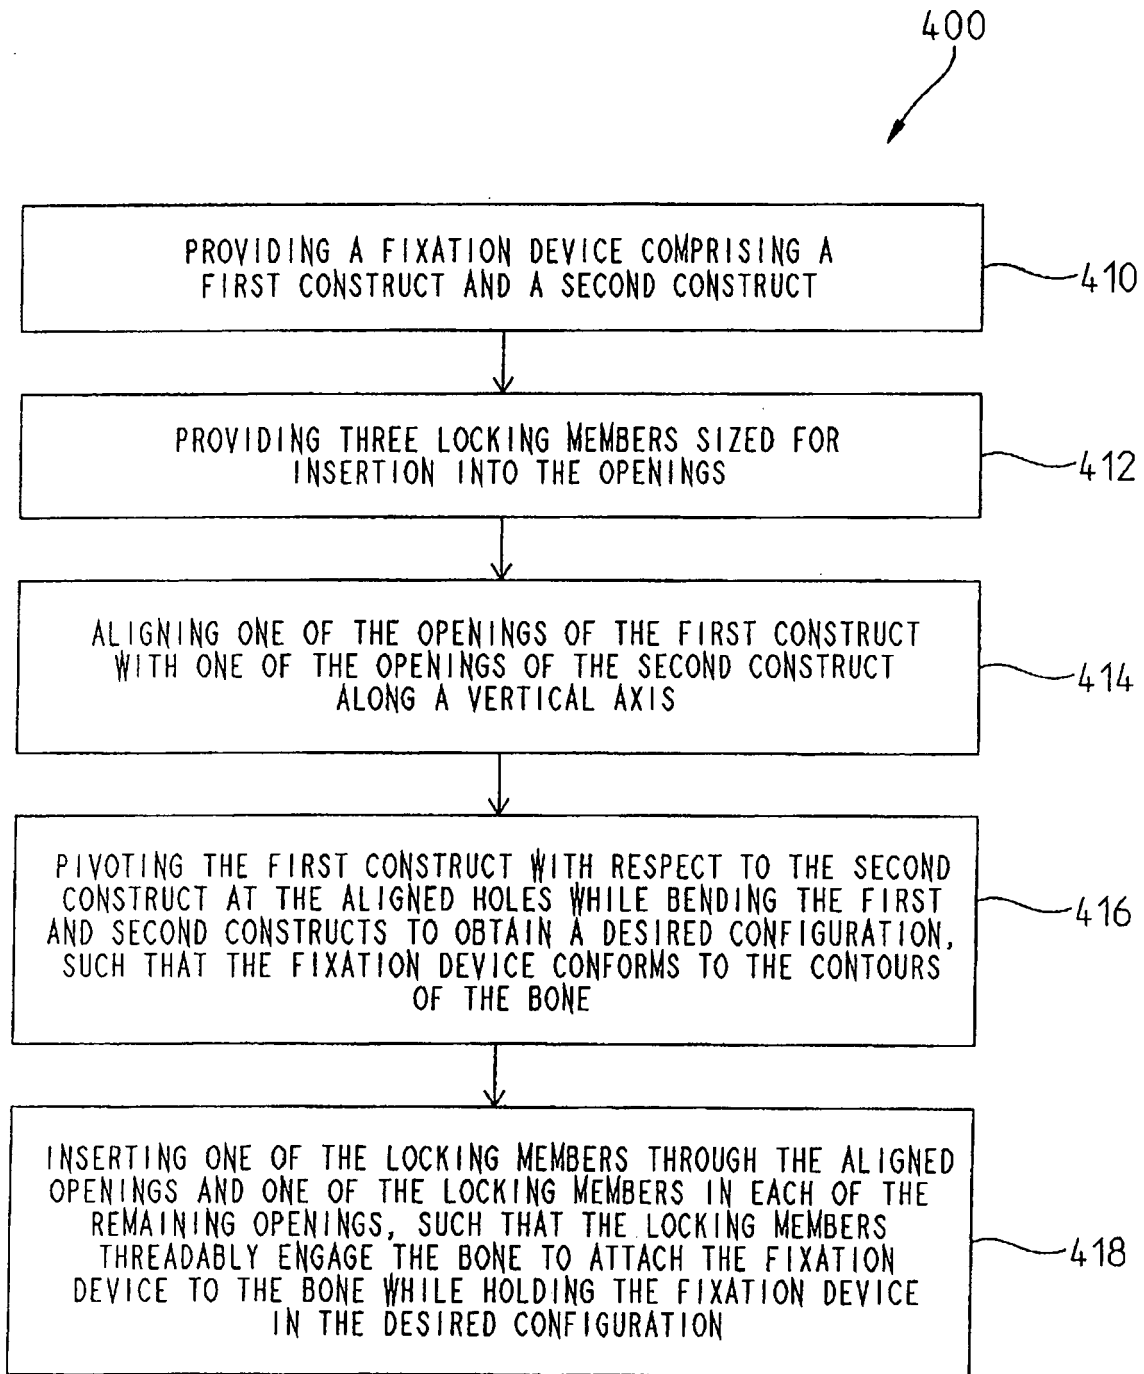 400
PROVIDING A FIXATION DEVICE COMPRISING A
FIRST CONSTRUCT AND A SECOND CONSTRUCT
410
PROVIDING THREE LOCKING MEMBERS SIZED FOR
INSERTION INTO THE OPENINGS
412
ALIGNING ONE OF THE OPENINGS OF THE FIRST CONSTRUCT
WITH ONE OF THE OPENINGS OF THE SECOND CONSTRUCT
ALONG A VERTICAL AXIS
414
PIVOTING THE FIRST CONSTRUCT WITH RESPECT TO THE SECOND
CONSTRUCT AT THE ALIGNED HOLES WHILE BENDING THE FIRST
AND SECOND CONSTRUCTS TO OBTAIN A DESIRED CONFIGURATION,
SUCH THAT THE FIXATION DEVICE CONFORMS TO THE CONTOURS
OF THE BONE
416
INSERTING ONE OF THE LOCKING MEMBERS THROUGH THE ALIGNED
OPENINGS AND ONE OF THE LOCKING MEMBERS IN EACH OF THE
REMAINING OPENINGS, SUCH THAT THE LOCKING MEMBERS
THREADABLY ENGAGE THE BONE TO ATTACH THE FIXATION
DEVICE TO THE BONE WHILE HOLDING THE FIXATION DEVICE
IN THE DESIRED CONFIGURATION
418